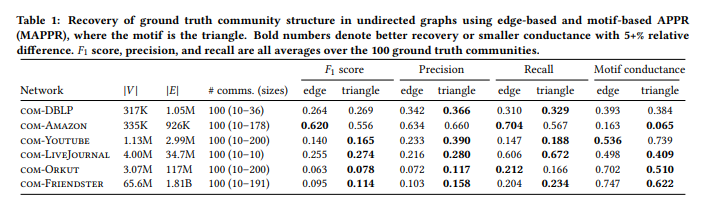 Table 1: Recovery of ground truth community structure in undirected graphs using edge-based and motif-based APPR
(MAPPR), where the motif is the triangle. Bold numbers denote better recovery or smaller conductance with 5+% relative
difference. F1 score, precision, and recall are all averages over the 100 ground truth communities.
F1 score Precision Recall Motif conductance
Network |V| |E| # comms. (sizes) edge triangle edge triangle edge triangle edge triangle
com-DBLP 317K 1.05M 100 (10–36) 0.264 0.269 0.342 0.366 0.310 0.329 0.393 0.384
com-Amazon 335K 926K 100 (10–178) 0.620 0.556 0.634 0.660 0.704 0.567 0.163 0.065
com-Youtube 1.13M 2.99M 100 (10–200) 0.140 0.165 0.233 0.390 0.147 0.188 0.536 0.739
com-LiveJournal 4.00M 34.7M 100 (10–10) 0.255 0.274 0.216 0.280 0.606 0.672 0.498 0.409
com-Orkut 3.07M 117M 100 (10–200) 0.063 0.078 0.072 0.117 0.212 0.166 0.702 0.510
com-Friendster 65.6M 1.81B 100 (10–191) 0.095 0.114 0.103 0.158 0.204 0.234 0.747 0.622